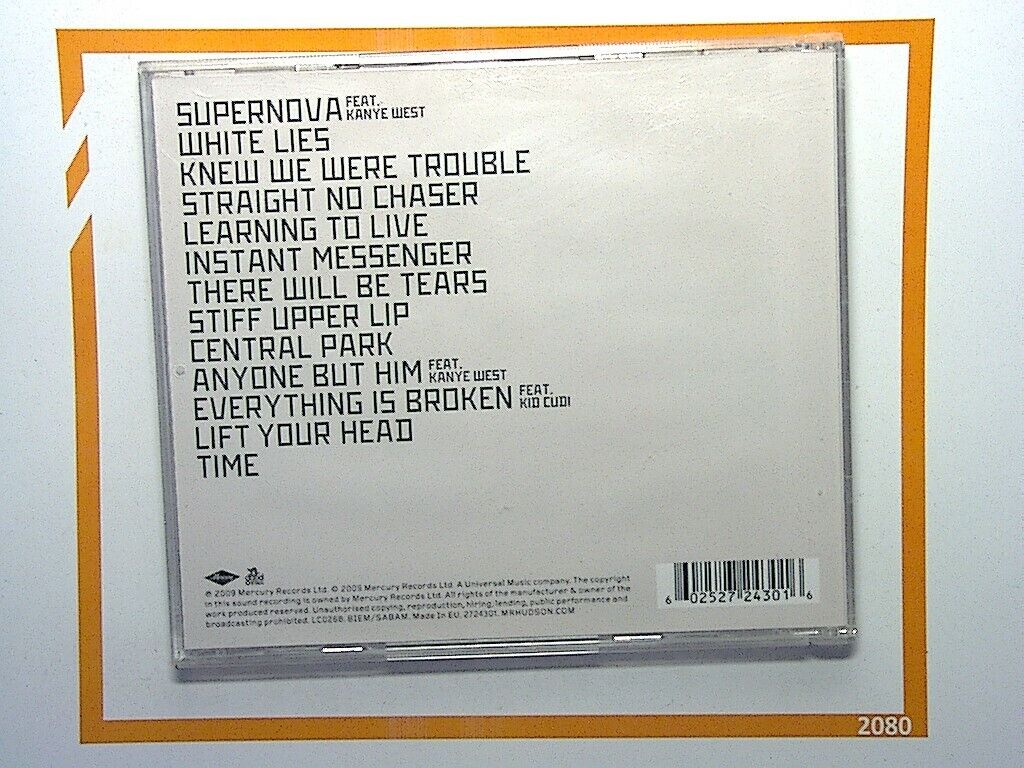 SUPERNOVA FEAT. KANYE WEST
WHITE LIES
KNEW WE WERE TROUBLE
STRAIGHT NO CHASER
LEARNING TO LIVE
INSTANT MESSENGER
THERE WILL BE TEARS
STIFF UPPER LIP
CENTRAL PARK
ANYONE BUT HIM FEAT. KANYE WEST
EVERYTHING IS BROKEN FEAT. KID CUDI
LIFT YOUR HEAD
TIME
℗ 2009 Mercury Records Ltd. © 2009 Mercury Records Ltd. A Universal Music company. The copyright
in this sound recording is owned by Mercury Records Ltd. All rights of the manufacturer & owner of the
work produced reserved. Unauthorised copying, reproduction, hiring, lending, public performance and
broadcasting prohibited. LC0268. BIEM/SABAM. Made In EU. 2724301. MRHUDSON.COM
6 02527 24301 6
2080